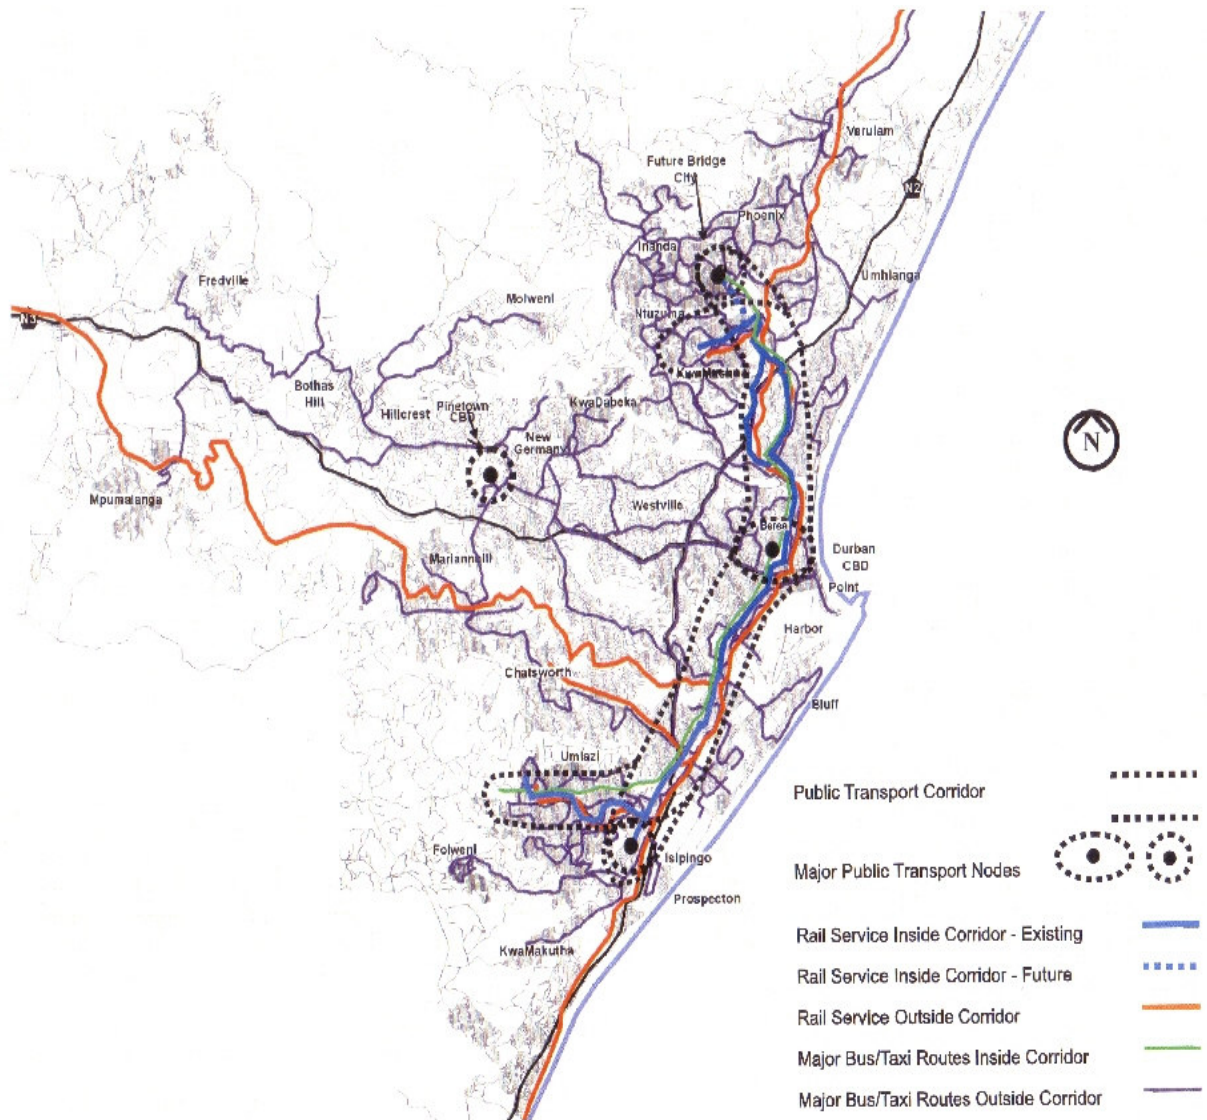 Varulam
Future Bridge
City
N2
Phoenix
Inanda
Umhlanga
Fredville
Molweni
Ntuzuma
N3
KwaMashu
Bothas
Hill
Hillcrest
Pinetown
CBD
KwaDabeka
New
Germany
N
Mpumalanga
Westville
Berea
Durban
CBD
Mariannhill
Point
Harbor
Chatsworth
Bluff
Umlazi
Public Transport Corridor
Folweni
Isipingo
Major Public Transport Nodes
Prospecton
Rail Service Inside Corridor - Existing
KwaMakutha
Rail Service Inside Corridor - Future
Rail Service Outside Corridor
Major Bus/Taxi Routes Inside Corridor
Major Bus/Taxi Routes Outside Corridor